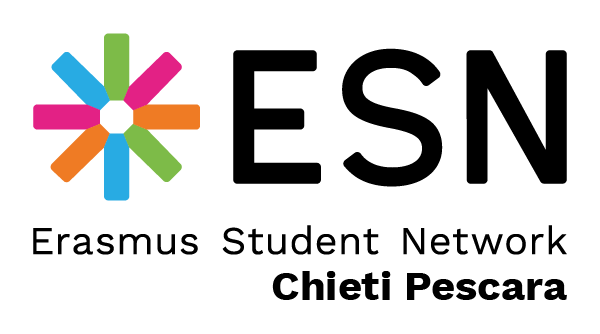 ESN
Erasmus Student Network
Chieti Pescara